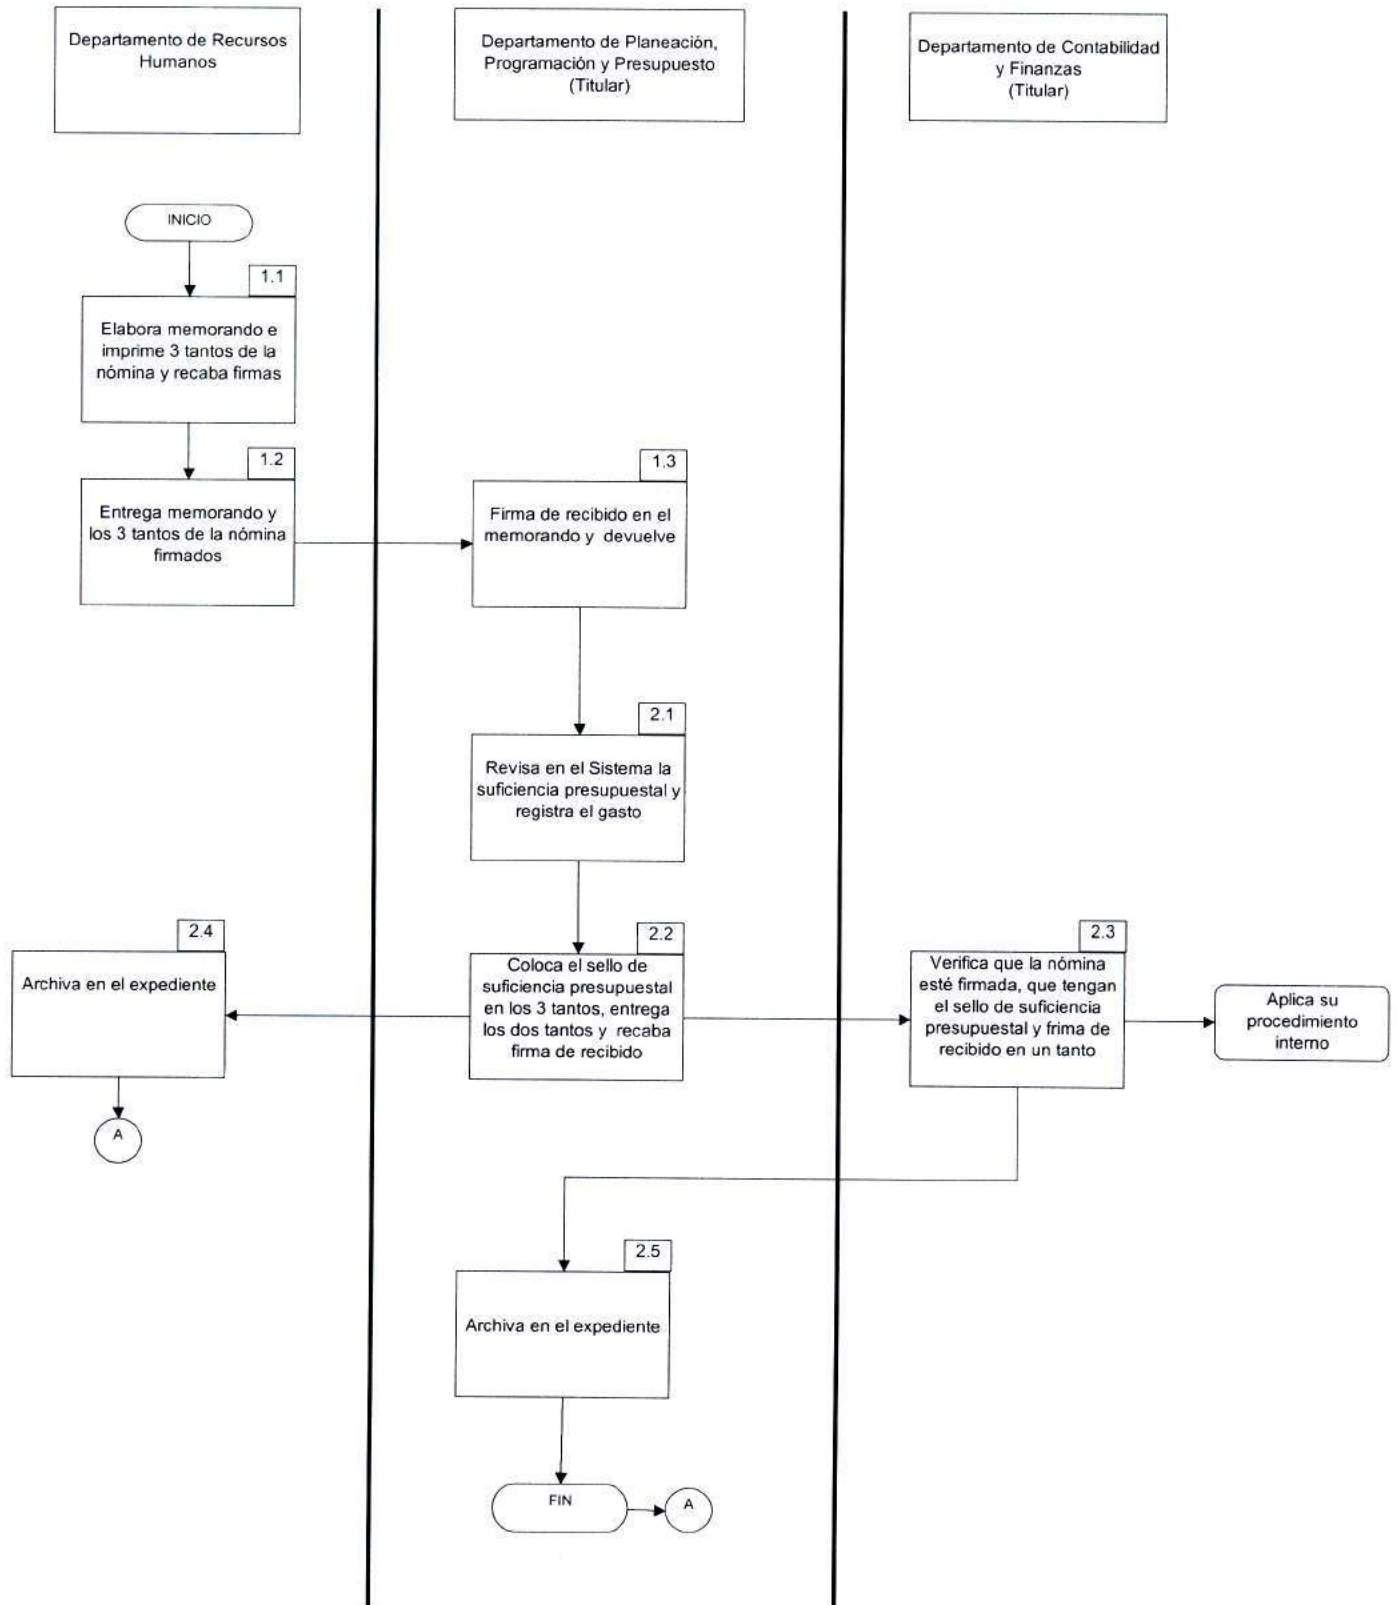 Departamento de Recursos
Humanos
Departamento de Planeación,
Programación y Presupuesto
(Titular)
Departamento de Contabilidad
y Finanzas
(Titular)
INICIO
1.1
Elabora memorando e
imprime 3 tantos de la
nómina y recaba firmas
1.2
Entrega memorando y
los 3 tantos de la nómina
firmados
1.3
Firma de recibido en el
memorando y devuelve
2.1
Revisa en el Sistema la
suficiencia presupuestal y
registra el gasto
2.4
Archiva en el expediente
2.2
Coloca el sello de
suficiencia presupuestal
en los 3 tantos, entrega
los dos tantos y recaba
firma de recibido
2.3
Verifica que la nómina
esté firmada, que tengan
el sello de suficiencia
presupuestal y frima de
recibido en un tanto
Aplica su
procedimiento
interno
A
2.5
Archiva en el expediente
FIN
A